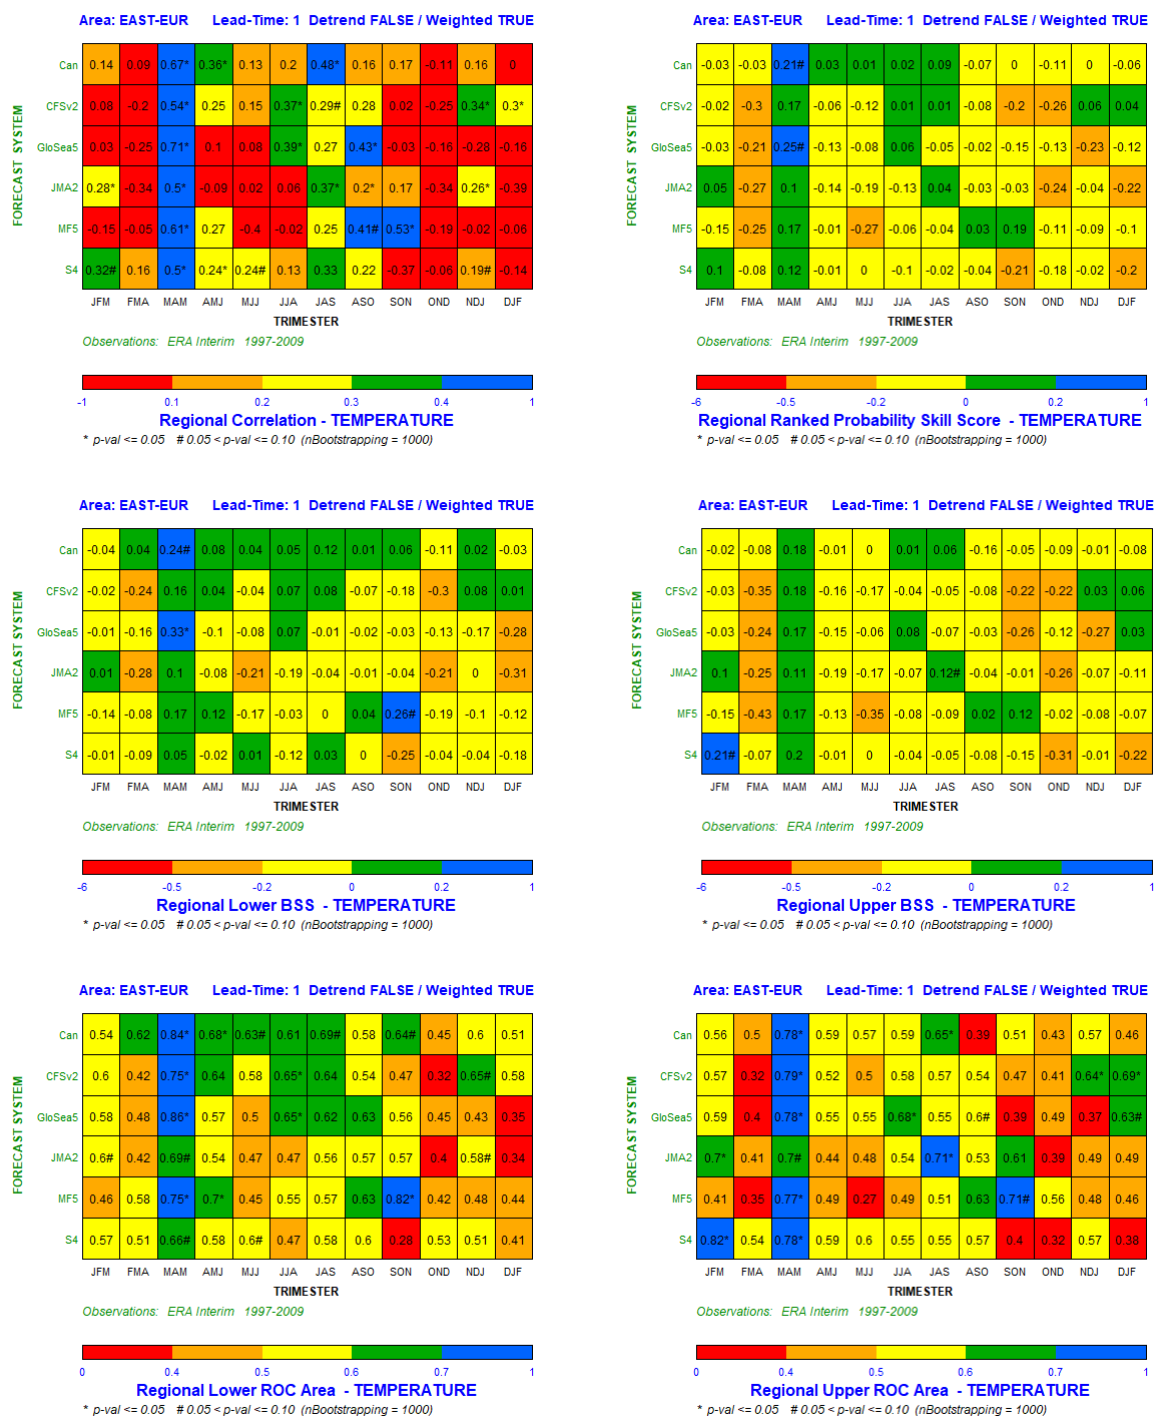 Area: EAST-EUR Lead-Time: 1 Detrend FALSE / Weighted TRUE
FORECAST SYSTEM
Can 0.14 0.09 0.67* 0.36* 0.13 0.2 0.48* 0.16 0.17 -0.11 0.16 0
CFSv2 0.08 -0.2 0.54* 0.25 0.15 0.37* 0.29# 0.28 0.02 -0.25 0.34* 0.3*
GloSea5 0.03 -0.25 0.71* 0.1 0.08 0.39* 0.27 0.43* -0.03 -0.16 -0.28 -0.16
JMA2 0.28* -0.34 0.5* -0.09 0.02 0.06 0.37* 0.2* 0.17 -0.34 0.26* -0.39
MF5 -0.15 -0.05 0.61* 0.27 -0.4 -0.02 0.25 0.41# 0.53* -0.19 -0.02 -0.06
S4 0.32# 0.16 0.5* 0.24* 0.24# 0.13 0.33 0.22 -0.37 -0.06 0.19# -0.14
JFM FMA MAM AMJ MJJ JJA JAS ASO SON OND NDJ DJF
TRIMESTER
Observations: ERA Interim 1997-2009
-1 0.1 0.2 0.3 0.4 1
Regional Correlation - TEMPERATURE
* p-val <= 0.05 # 0.05 < p-val <= 0.10 (nBootstrapping = 1000)
Area: EAST-EUR Lead-Time: 1 Detrend FALSE / Weighted TRUE
FORECAST SYSTEM
Can -0.03 -0.03 0.21# 0.03 0.01 0.02 0.09 -0.07 0 -0.11 0 -0.06
CFSv2 -0.02 -0.3 0.17 -0.06 -0.12 0.01 0.01 -0.08 -0.2 -0.26 0.06 0.04
GloSea5 -0.03 -0.21 0.25# -0.13 -0.08 0.06 -0.05 -0.02 -0.15 -0.13 -0.23 -0.12
JMA2 0.05 -0.27 0.1 -0.14 -0.19 -0.13 0.04 -0.03 -0.03 -0.24 -0.04 -0.22
MF5 -0.15 -0.25 0.17 -0.01 -0.27 -0.06 -0.04 0.03 0.19 -0.11 -0.09 -0.1
S4 0.1 -0.08 0.12 -0.01 0 -0.1 -0.02 -0.04 -0.21 -0.18 -0.02 -0.2
JFM FMA MAM AMJ MJJ JJA JAS ASO SON OND NDJ DJF
TRIMESTER
Observations: ERA Interim 1997-2009
-6 -0.5 -0.2 0 0.2 1
Regional Ranked Probability Skill Score - TEMPERATURE
* p-val <= 0.05 # 0.05 < p-val <= 0.10 (nBootstrapping = 1000)
Area: EAST-EUR Lead-Time: 1 Detrend FALSE / Weighted TRUE
FORECAST SYSTEM
Can -0.04 0.04 0.24# 0.08 0.04 0.05 0.12 0.01 0.06 -0.11 0.02 -0.03
CFSv2 -0.02 -0.24 0.16 0.04 -0.04 0.07 0.08 -0.07 -0.18 -0.3 0.08 0.01
GloSea5 -0.01 -0.16 0.33* -0.1 -0.08 0.07 -0.01 -0.02 -0.03 -0.13 -0.17 -0.28
JMA2 0.01 -0.28 0.1 -0.08 -0.21 -0.19 -0.04 -0.01 -0.04 -0.21 0 -0.31
MF5 -0.14 -0.08 0.17 0.12 -0.17 -0.03 0 0.04 0.26# -0.19 -0.1 -0.12
S4 -0.01 -0.09 0.05 -0.02 0.01 -0.12 0.03 0 -0.25 -0.04 -0.04 -0.18
JFM FMA MAM AMJ MJJ JJA JAS ASO SON OND NDJ DJF
TRIMESTER
Observations: ERA Interim 1997-2009
-6 -0.5 -0.2 0 0.2 1
Regional Lower BSS - TEMPERATURE
* p-val <= 0.05 # 0.05 < p-val <= 0.10 (nBootstrapping = 1000)
Area: EAST-EUR Lead-Time: 1 Detrend FALSE / Weighted TRUE
FORECAST SYSTEM
Can -0.02 -0.08 0.18 -0.01 0 0.01 0.06 -0.16 -0.05 -0.09 -0.01 -0.08
CFSv2 -0.03 -0.35 0.18 -0.16 -0.17 -0.04 -0.05 -0.08 -0.22 -0.22 0.03 0.06
GloSea5 -0.03 -0.24 0.17 -0.15 -0.06 0.08 -0.07 -0.03 -0.26 -0.12 -0.27 0.03
JMA2 0.1 -0.25 0.11 -0.19 -0.17 -0.07 0.12# -0.04 -0.01 -0.26 -0.07 -0.11
MF5 -0.15 -0.43 0.17 -0.13 -0.35 -0.08 -0.09 0.02 0.12 -0.02 -0.08 -0.07
S4 0.21# -0.07 0.2 -0.01 0 -0.04 -0.05 -0.08 -0.15 -0.31 -0.01 -0.22
JFM FMA MAM AMJ MJJ JJA JAS ASO SON OND NDJ DJF
TRIMESTER
Observations: ERA Interim 1997-2009
-6 -0.5 -0.2 0 0.2 1
Regional Upper BSS - TEMPERATURE
* p-val <= 0.05 # 0.05 < p-val <= 0.10 (nBootstrapping = 1000)
Area: EAST-EUR Lead-Time: 1 Detrend FALSE / Weighted TRUE
FORECAST SYSTEM
Can 0.54 0.62 0.84* 0.68* 0.63# 0.61 0.69# 0.58 0.64# 0.45 0.6 0.51
CFSv2 0.6 0.42 0.75* 0.64 0.58 0.65* 0.64 0.54 0.47 0.32 0.65# 0.58
GloSea5 0.58 0.48 0.86* 0.57 0.5 0.65* 0.62 0.63 0.56 0.45 0.43 0.35
JMA2 0.6# 0.42 0.69# 0.54 0.47 0.47 0.56 0.57 0.57 0.4 0.58# 0.34
MF5 0.46 0.58 0.75* 0.7* 0.45 0.55 0.57 0.63 0.82* 0.42 0.48 0.44
S4 0.57 0.51 0.66# 0.58 0.6# 0.47 0.58 0.6 0.28 0.53 0.51 0.41
JFM FMA MAM AMJ MJJ JJA JAS ASO SON OND NDJ DJF
TRIMESTER
Observations: ERA Interim 1997-2009
0 0.4 0.5 0.6 0.7 1
Regional Lower ROC Area - TEMPERATURE
* p-val <= 0.05 # 0.05 < p-val <= 0.10 (nBootstrapping = 1000)
Area: EAST-EUR Lead-Time: 1 Detrend FALSE / Weighted TRUE
FORECAST SYSTEM
Can 0.56 0.5 0.78* 0.59 0.57 0.59 0.65* 0.39 0.51 0.43 0.57 0.46
CFSv2 0.57 0.32 0.79* 0.52 0.5 0.58 0.57 0.54 0.47 0.41 0.64* 0.69*
GloSea5 0.59 0.4 0.78* 0.55 0.55 0.68* 0.55 0.6# 0.39 0.49 0.37 0.63#
JMA2 0.7* 0.41 0.7# 0.44 0.48 0.54 0.71* 0.53 0.61 0.39 0.49 0.49
MF5 0.41 0.35 0.77* 0.49 0.27 0.49 0.51 0.63 0.71# 0.56 0.48 0.46
S4 0.82* 0.54 0.78* 0.59 0.6 0.55 0.55 0.57 0.4 0.32 0.57 0.38
JFM FMA MAM AMJ MJJ JJA JAS ASO SON OND NDJ DJF
TRIMESTER
Observations: ERA Interim 1997-2009
0 0.4 0.5 0.6 0.7 1
Regional Upper ROC Area - TEMPERATURE
* p-val <= 0.05 # 0.05 < p-val <= 0.10 (nBootstrapping = 1000)